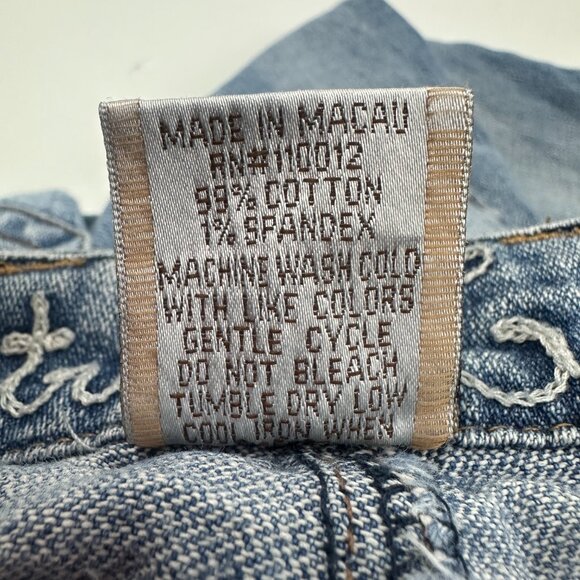 MADE IN MACAU
RN#110012
99% COTTON
1% SPANDEX
MACHINE WASH COLD
WITH LIKE COLORS
GENTLE CYCLE
DO NOT BLEACH
TUMBLE DRY LOW
COOL IRON WHEN